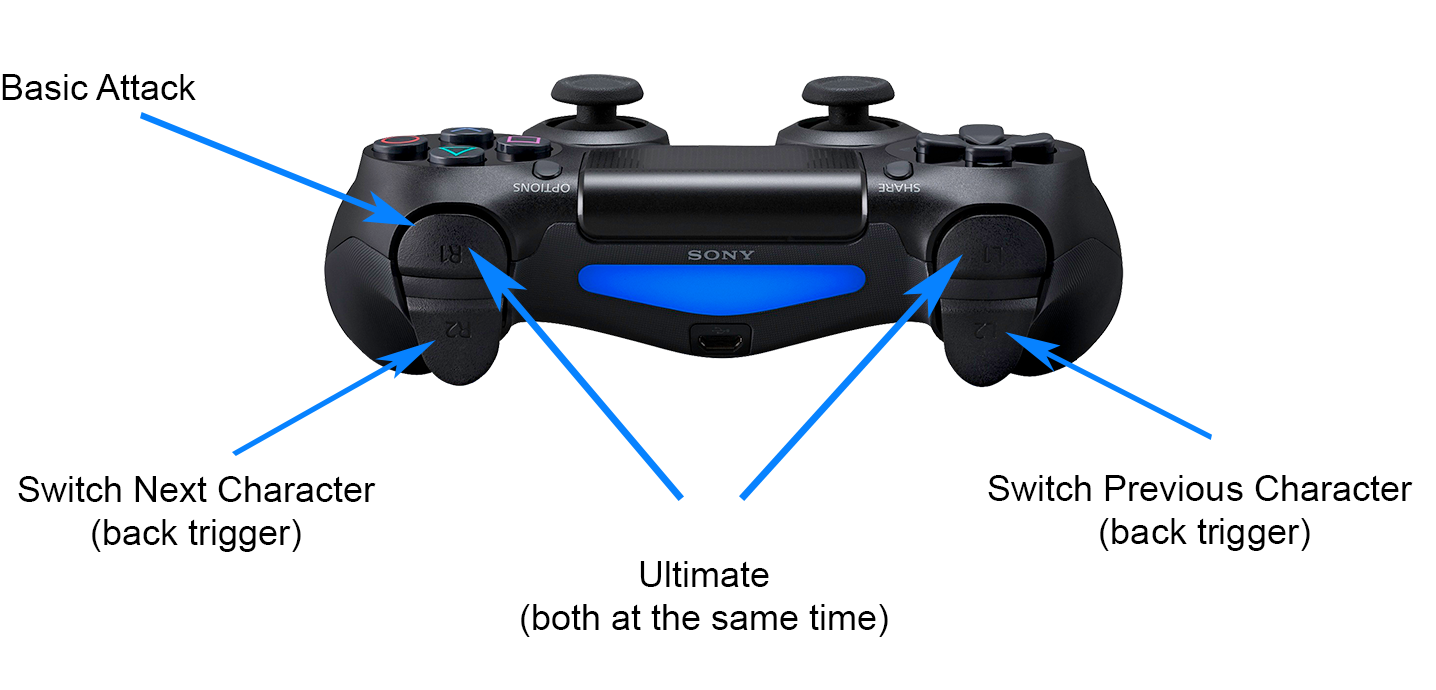 Basic Attack
OPTIONS
SHARE
SONY
R1
L1
R2
L2
Switch Next Character
(back trigger)
Switch Previous Character
(back trigger)
Ultimate
(both at the same time)